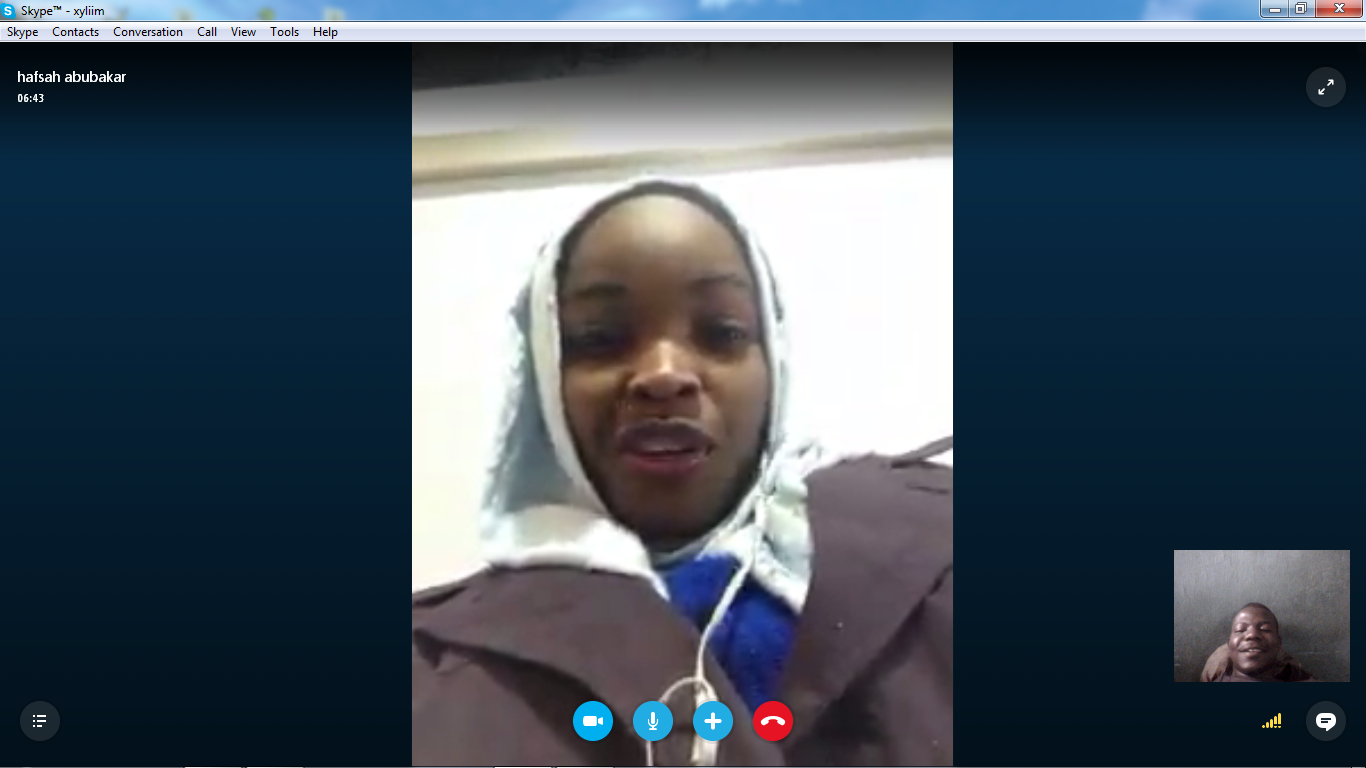 Skype™ - xyliim
Skype Contacts Conversation Call View Tools Help
hafsah abubakar
06:43